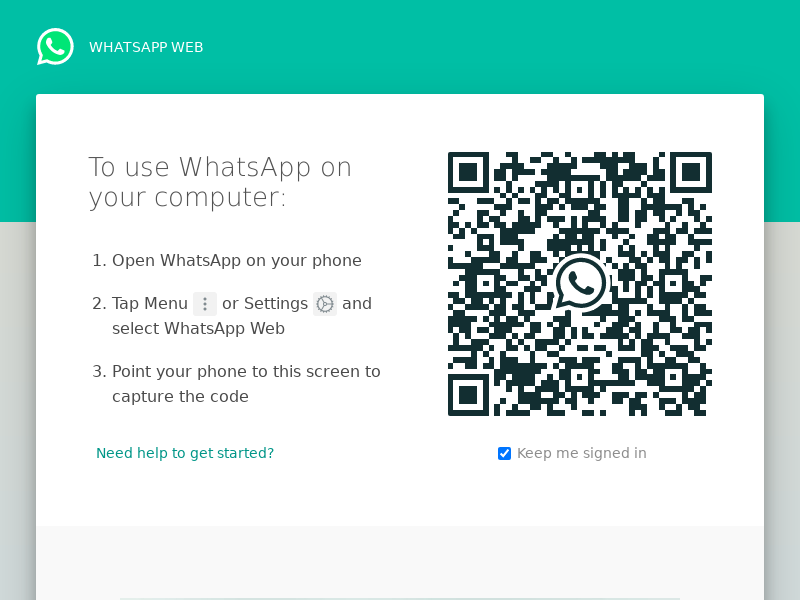 WHATSAPP WEB
To use WhatsApp on
your computer:
1. Open WhatsApp on your phone
2. Tap Menu or Settings and
select WhatsApp Web
3. Point your phone to this screen to
capture the code
Need help to get started?
Keep me signed in